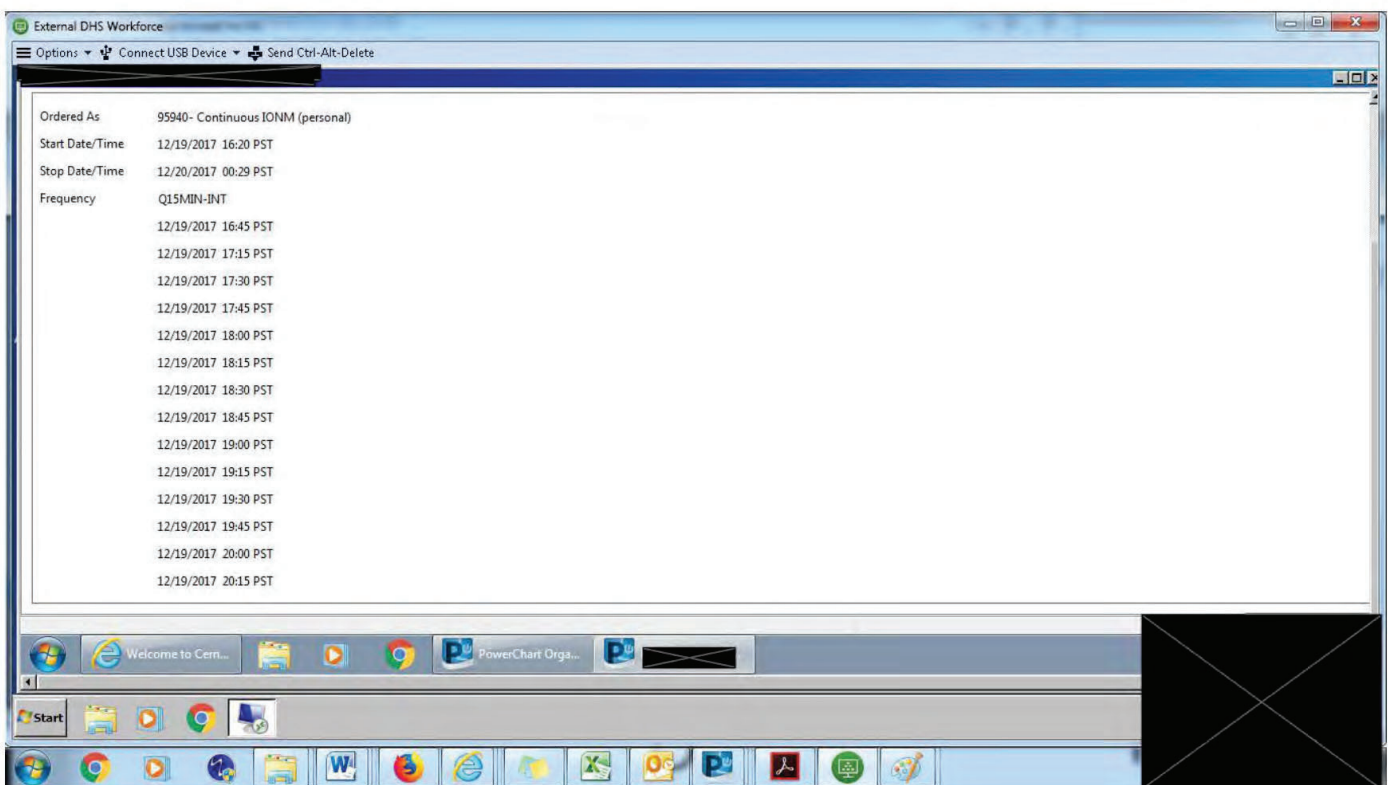 External DHS Workforce
Options Connect USB Device Send Ctrl-Alt-Delete
Ordered As 95940- Continuous IONM (personal)
Start Date/Time 12/19/2017 16:20 PST
Stop Date/Time 12/20/2017 00:29 PST
Frequency Q15MIN-INT
12/19/2017 16:45 PST
12/19/2017 17:15 PST
12/19/2017 17:30 PST
12/19/2017 17:45 PST
12/19/2017 18:00 PST
12/19/2017 18:15 PST
12/19/2017 18:30 PST
12/19/2017 18:45 PST
12/19/2017 19:00 PST
12/19/2017 19:15 PST
12/19/2017 19:30 PST
12/19/2017 19:45 PST
12/19/2017 20:00 PST
12/19/2017 20:15 PST
Welcome to Cern... PowerChart Orga...
Start